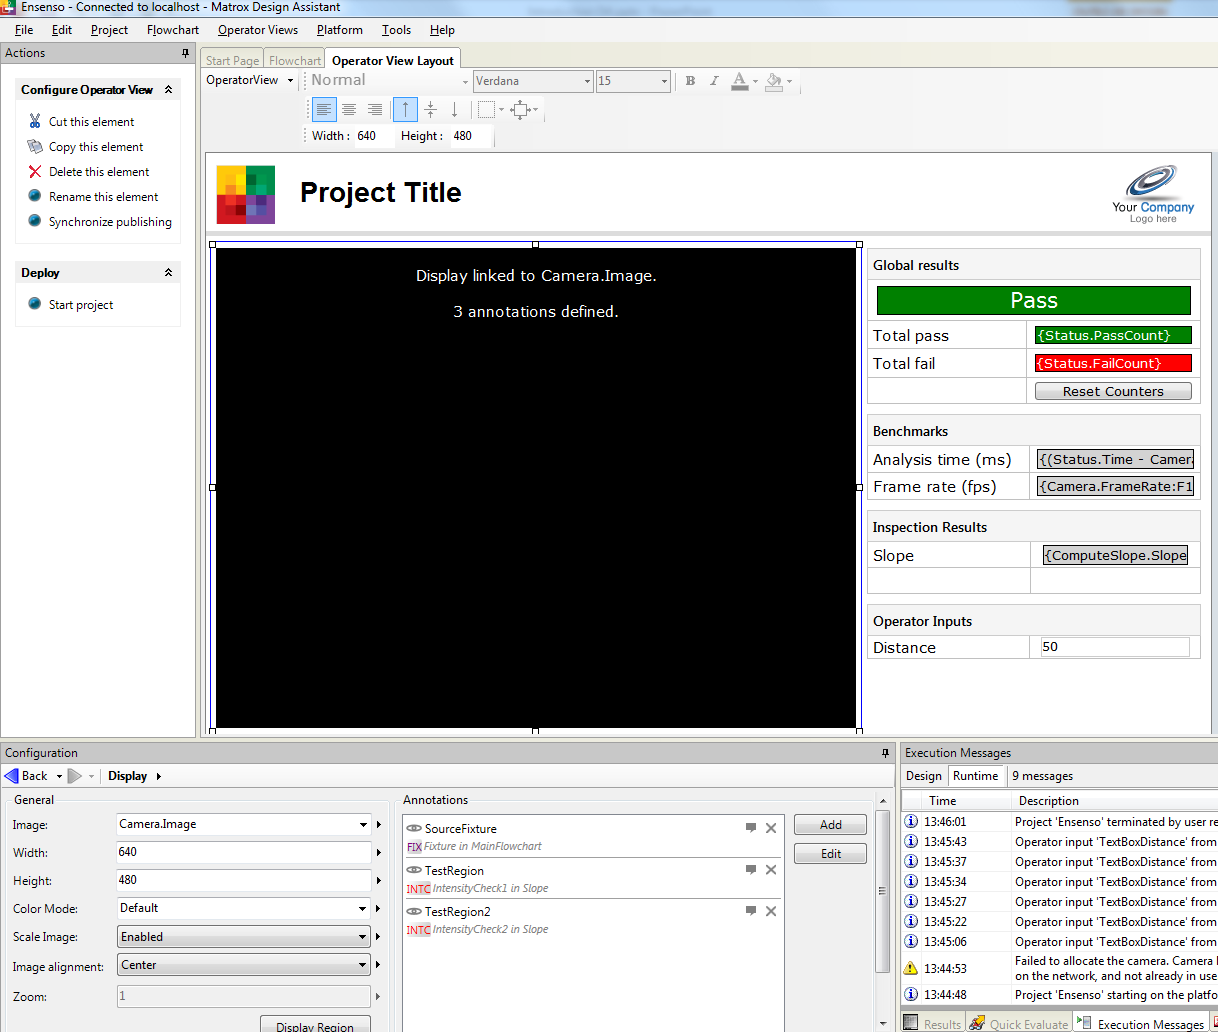 Ensenso - Connected to localhost - Matrox Design Assistant
File Edit Project Flowchart Operator Views Platform Tools Help
Actions
Start Page Flowchart Operator View Layout
OperatorView Normal Verdana 15 B I A
Width : 640 Height : 480
Configure Operator View
Cut this element
Copy this element
Delete this element
Rename this element
Synchronize publishing
Deploy
Start project
Project Title
Your Company
Logo here
Display linked to Camera.Image.
3 annotations defined.
Global results
Pass
Total pass {Status.PassCount}
Total fail {Status.FailCount}
Reset Counters
Benchmarks
Analysis time (ms) {(Status.Time - Camera
Frame rate (fps) {Camera.FrameRate:F1
Inspection Results
Slope {ComputeSlope.Slope
Operator Inputs
Distance 50
Configuration
Back Display
General
Image: Camera.Image
Width: 640
Height: 480
Color Mode: Default
Scale Image: Enabled
Image alignment: Center
Zoom: 1
Display Region
Annotations
SourceFixture
FIX Fixture in MainFlowchart
TestRegion
INTC IntensityCheck1 in Slope
TestRegion2
INTC IntensityCheck2 in Slope
Add
Edit
Execution Messages
Design Runtime 9 messages
Time Description
13:46:01 Project 'Ensenso' terminated by user re
13:45:43 Operator input 'TextBoxDistance' from
13:45:37 Operator input 'TextBoxDistance' from
13:45:34 Operator input 'TextBoxDistance' from
13:45:27 Operator input 'TextBoxDistance' from
13:45:22 Operator input 'TextBoxDistance' from
13:45:06 Operator input 'TextBoxDistance' from
13:44:53 Failed to allocate the camera. Camera
on the network, and not already in use
13:44:48 Project 'Ensenso' starting on the platfo
Results Quick Evaluate Execution Messages